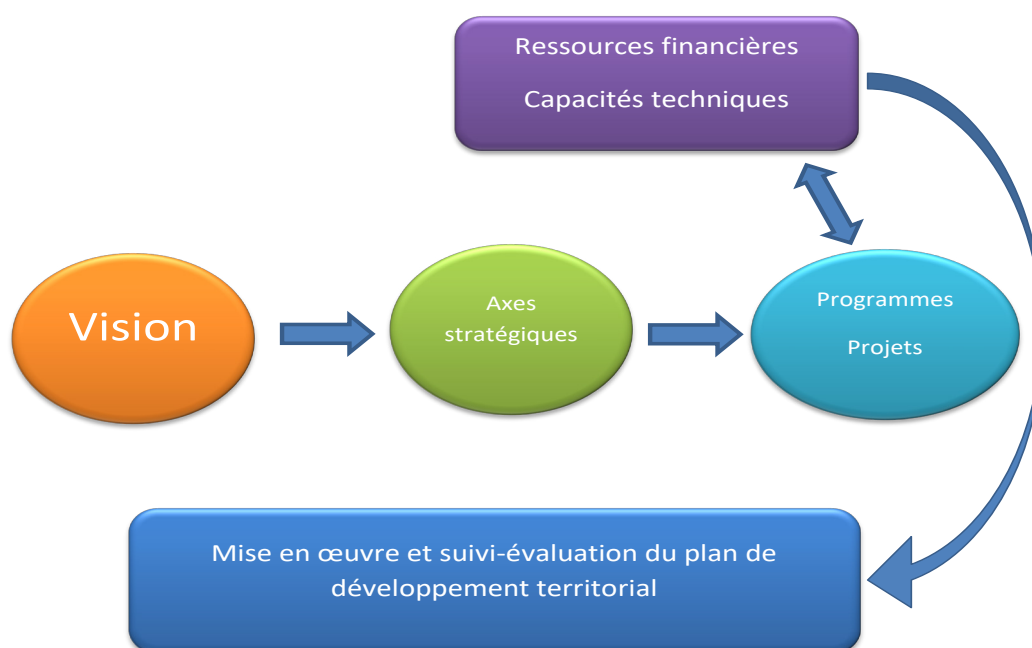 Ressources financières
Capacités techniques
Vision
Axes
stratégiques
Programmes
Projets
Mise en œuvre et suivi-évaluation du plan de
développement territorial